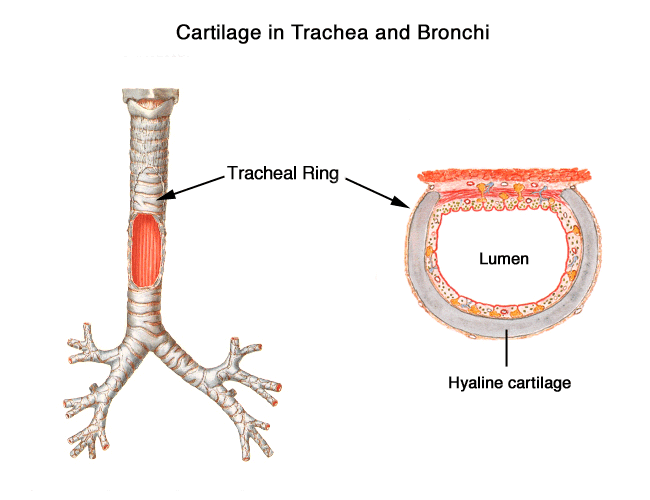 Cartilage in Trachea and Bronchi
Tracheal Ring
Lumen
Hyaline cartilage